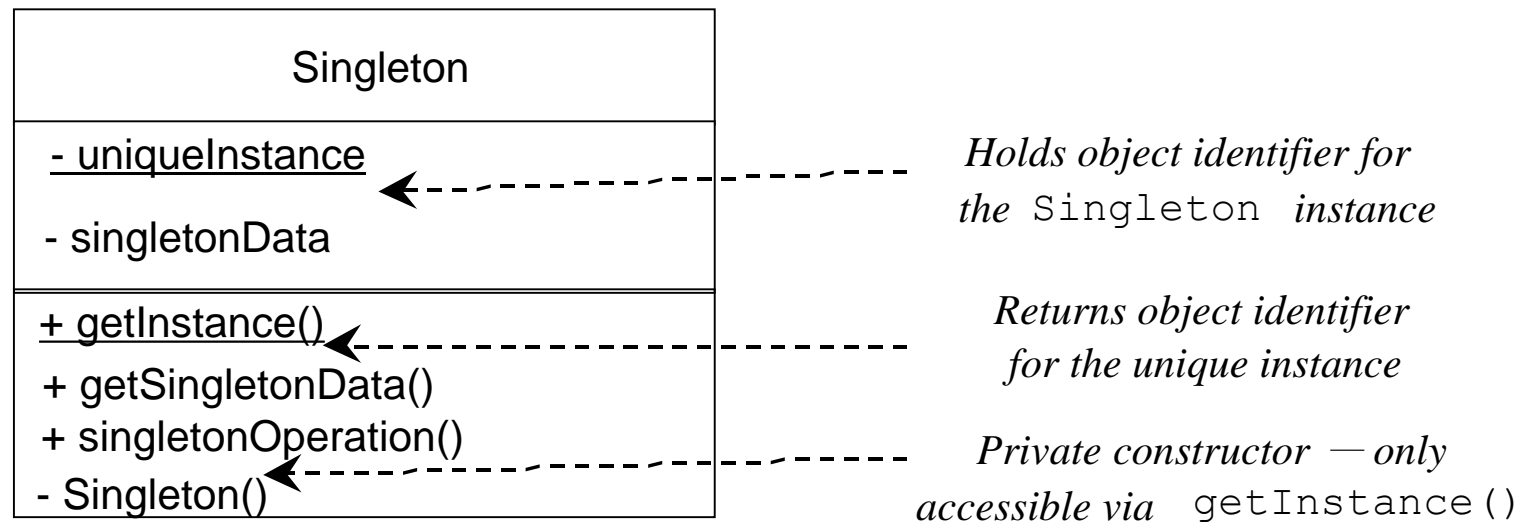 Singleton
- uniqueInstance
- singletonData
+ getInstance()
+ getSingletonData()
+ singletonOperation()
- Singleton()
Holds object identifier for
the Singleton instance
Returns object identifier
for the unique instance
Private constructor — only
accessible via getInstance()